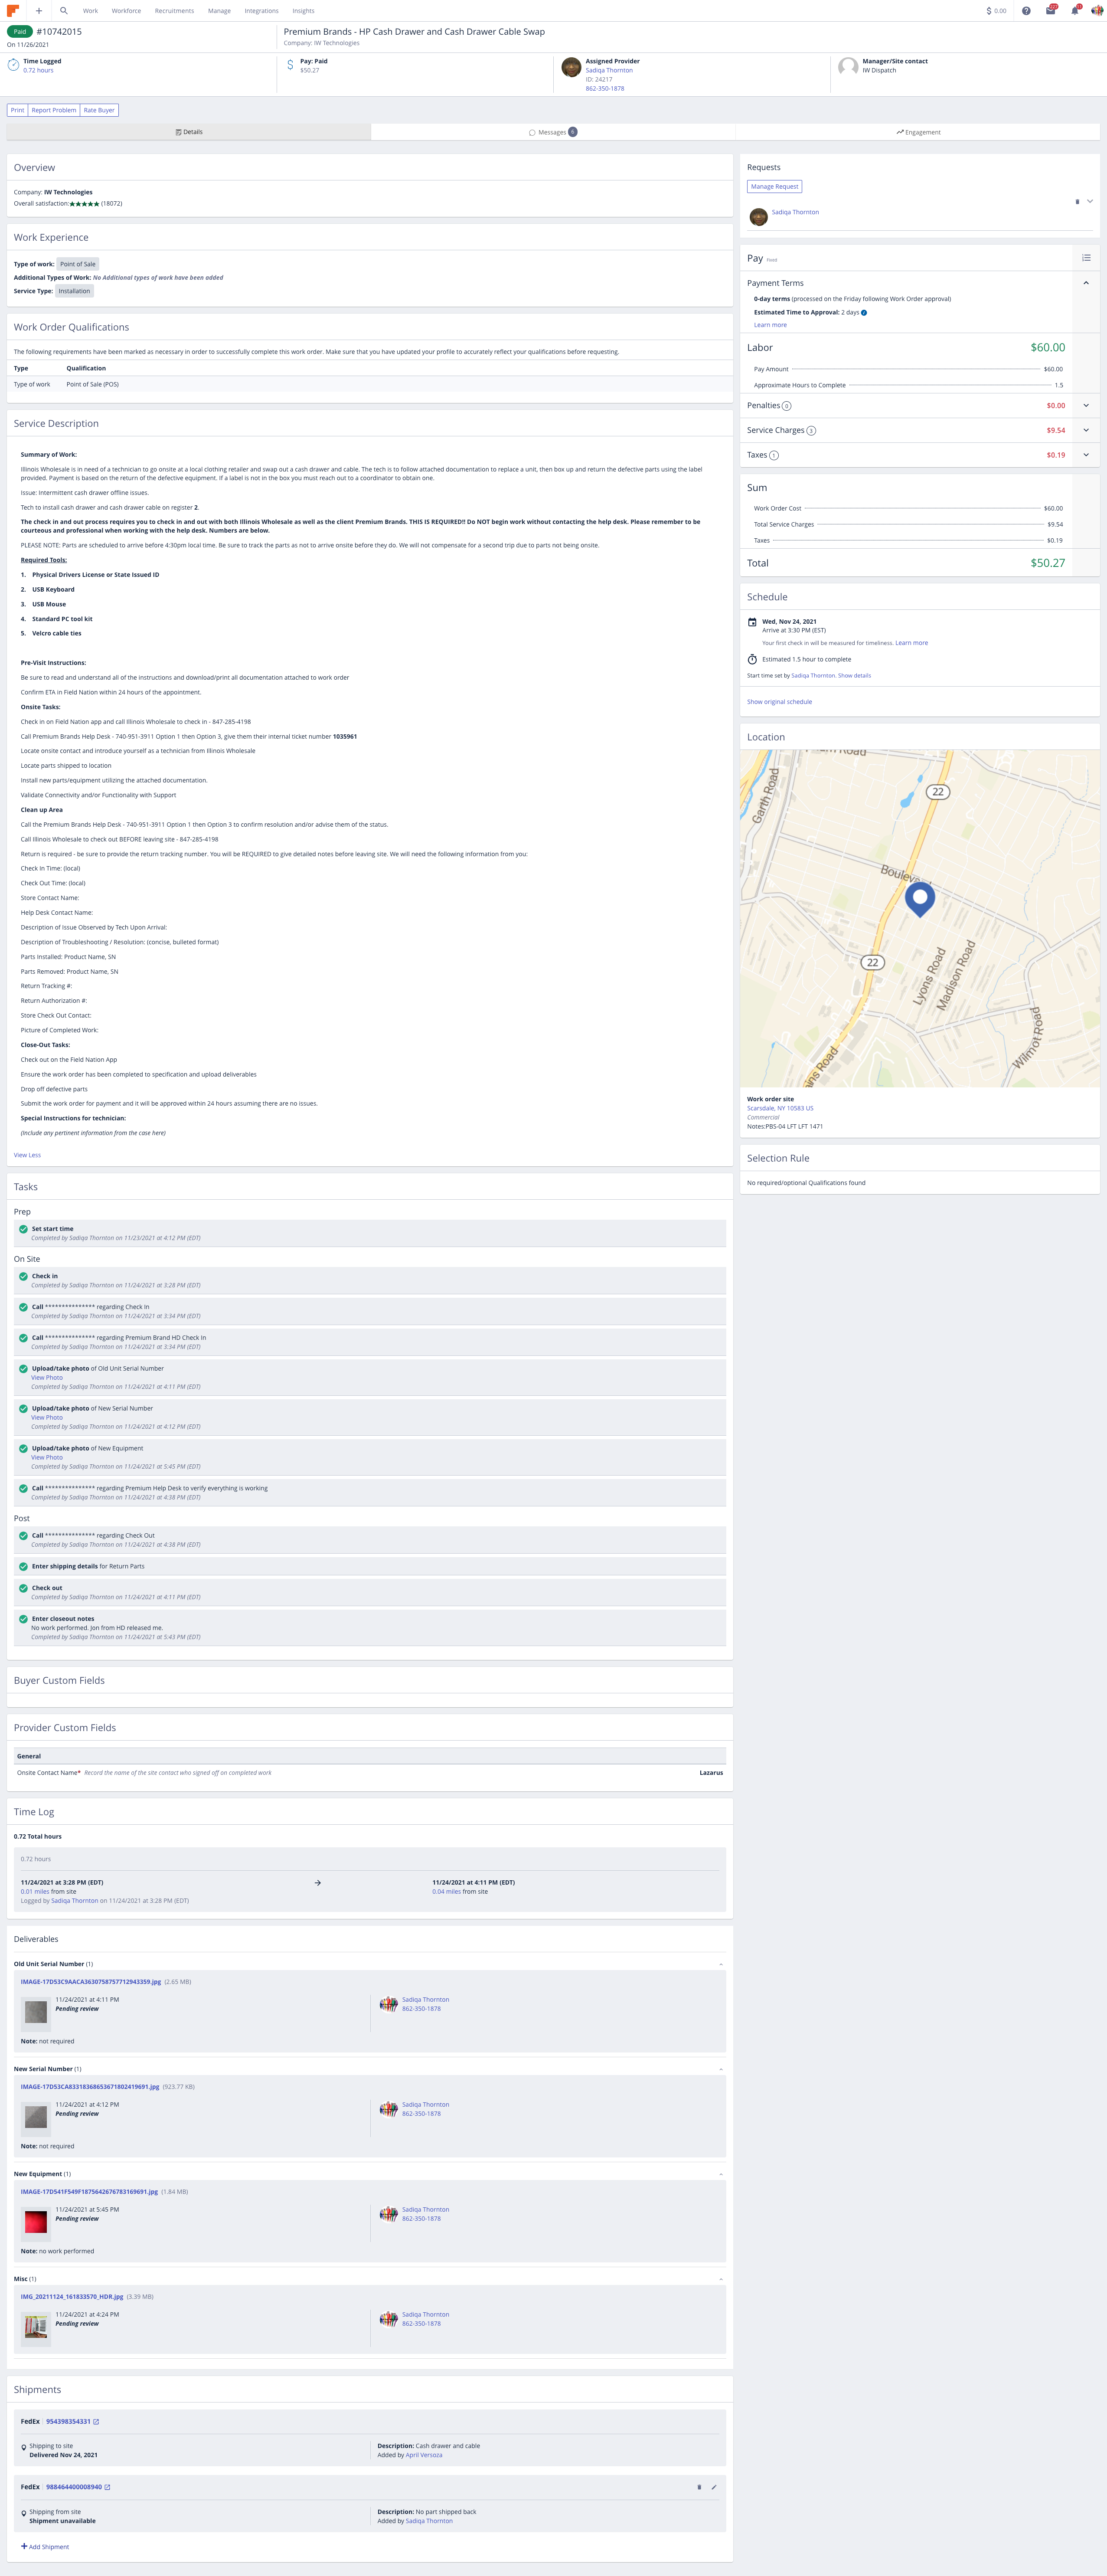 Work Workforce Recruitments Manage Integrations Insights 0.00
Paid #10742015
On 11/26/2021
Premium Brands - HP Cash Drawer and Cash Drawer Cable Swap
Company: IW Technologies
Time Logged
0.72 hours
Pay: Paid
$50.27
Assigned Provider
Sadiqa Thornton
ID: 24217
862-350-1878
Manager/Site contact
IW Dispatch
Print Report Problem Rate Buyer
Details Messages Engagement
Overview
Company: IW Technologies
Overall satisfaction:★★★★★ (18072)
Work Experience
Type of work: Point of Sale
Additional Types of Work: No Additional types of work have been added
Service Type: Installation
Work Order Qualifications
The following requirements have been marked as necessary in order to successfully complete this work order. Make sure that you have updated your profile to accurately reflect your qualifications before requesting.
Type Qualification
Type of work Point of Sale (POS)
Service Description
Summary of Work:
Illinois Wholesale is in need of a technician to go onsite at a local clothing retailer and swap out a cash drawer and cable. The tech is to follow attached documentation to replace a unit, then box up and return the defective parts using the label
provided. Payment is based on the return of the defective equipment. If a label is not in the box you must reach out to a coordinator to obtain one.
Issue: Intermittent cash drawer offline issues.
Tech to install cash drawer and cash drawer cable on register 2.
The check in and out process requires you to check in and out with both Illinois Wholesale as well as the client Premium Brands. THIS IS REQUIRED!! Do NOT begin work without contacting the help desk. Please remember to be
courteous and professional when working with the help desk. Numbers are below.
PLEASE NOTE: Parts are scheduled to arrive before 4:30pm local time. Be sure to track the parts as not to arrive onsite before they do. We will not compensate for a second trip due to parts not being onsite.
Required Tools:
1. Physical Drivers License or State Issued ID
2. USB Keyboard
3. USB Mouse
4. Standard PC tool kit
5. Velcro cable ties
Pre-Visit Instructions:
Be sure to read and understand all of the instructions and download/print all documentation attached to work order
Confirm ETA in Field Nation within 24 hours of the appointment.
Onsite Tasks:
Check in on Field Nation app and call Illinois Wholesale to check in - 847-285-4198
Call Premium Brands Help Desk - 740-951-3911 Option 1 then Option 3, give them their internal ticket number 1035961
Locate onsite contact and introduce yourself as a technician from Illinois Wholesale
Locate parts shipped to location
Install new parts/equipment utilizing the attached documentation.
Validate Connectivity and/or Functionality with Support
Clean up Area
Call the Premium Brands Help Desk - 740-951-3911 Option 1 then Option 3 to confirm resolution and/or advise them of the status.
Call Illinois Wholesale to check out BEFORE leaving site - 847-285-4198
Return is required - be sure to provide the return tracking number. You will be REQUIRED to give detailed notes before leaving site. We will need the following information from you:
Check In Time: (local)
Check Out Time: (local)
Store Contact Name:
Help Desk Contact Name:
Description of Issue Observed by Tech Upon Arrival:
Description of Troubleshooting / Resolution: (concise, bulleted format)
Parts Installed: Product Name, SN
Parts Removed: Product Name, SN
Return Tracking #:
Return Authorization #:
Store Check Out Contact:
Picture of Completed Work:
Close-Out Tasks:
Check out on the Field Nation App
Ensure the work order has been completed to specification and upload deliverables
Drop off defective parts
Submit the work order for payment and it will be approved within 24 hours assuming there are no issues.
Special Instructions for technician:
(Include any pertinent information from the case here)
View Less
Tasks
Prep
Set start time
Completed by Sadiqa Thornton on 11/23/2021 at 4:12 PM (EDT)
On Site
Check in
Completed by Sadiqa Thornton on 11/24/2021 at 3:28 PM (EDT)
Call *************** regarding Check In
Completed by Sadiqa Thornton on 11/24/2021 at 3:34 PM (EDT)
Call *************** regarding Premium Brand HD Check In
Completed by Sadiqa Thornton on 11/24/2021 at 3:34 PM (EDT)
Upload/take photo of Old Unit Serial Number
View Photo
Completed by Sadiqa Thornton on 11/24/2021 at 4:11 PM (EDT)
Upload/take photo of New Serial Number
View Photo
Completed by Sadiqa Thornton on 11/24/2021 at 4:12 PM (EDT)
Upload/take photo of New Equipment
View Photo
Completed by Sadiqa Thornton on 11/24/2021 at 5:45 PM (EDT)
Call *************** regarding Premium Help Desk to verify everything is working
Completed by Sadiqa Thornton on 11/24/2021 at 4:38 PM (EDT)
Post
Call *************** regarding Check Out
Completed by Sadiqa Thornton on 11/24/2021 at 4:38 PM (EDT)
Enter shipping details for Return Parts
Check out
Completed by Sadiqa Thornton on 11/24/2021 at 4:11 PM (EDT)
Enter closeout notes
No work performed. Jon from HD released me.
Completed by Sadiqa Thornton on 11/24/2021 at 5:43 PM (EDT)
Buyer Custom Fields
Provider Custom Fields
General
Onsite Contact Name* Record the name of the site contact who signed off on completed work Lazarus
Time Log
0.72 Total hours
0.72 hours
11/24/2021 at 3:28 PM (EDT) 11/24/2021 at 4:11 PM (EDT)
0.01 miles from site 0.04 miles from site
Logged by Sadiqa Thornton on 11/24/2021 at 3:28 PM (EDT)
Deliverables
Old Unit Serial Number (1)
IMAGE-17D53C9AACA3630758757712943359.jpg (2.65 MB)
11/24/2021 at 4:11 PM Sadiqa Thornton
Pending review 862-350-1878
Note: not required
New Serial Number (1)
IMAGE-17D53CA83318368653671802419691.jpg (923.77 KB)
11/24/2021 at 4:12 PM Sadiqa Thornton
Pending review 862-350-1878
Note: not required
New Equipment (1)
IMAGE-17D541F549F1875642676783169691.jpg (1.84 MB)
11/24/2021 at 5:45 PM Sadiqa Thornton
Pending review 862-350-1878
Note: no work performed
Misc (1)
IMG_20211124_161833570_HDR.jpg (3.39 MB)
11/24/2021 at 4:24 PM Sadiqa Thornton
Pending review 862-350-1878
Shipments
FedEx 954398354331
Shipping to site Description: Cash drawer and cable
Delivered Nov 24, 2021 Added by April Versoza
FedEx 988464400008940
Shipping from site Description: No part shipped back
Shipment unavailable Added by Sadiqa Thornton
Add Shipment
Requests
Manage Request
Sadiqa Thornton
Pay
Payment Terms
0-day terms (processed on the Friday following Work Order approval)
Estimated Time to Approval: 2 days
Learn more
Labor $60.00
Pay Amount $60.00
Approximate Hours to Complete 1.5
Penalties 0 $0.00
Service Charges 3 $9.54
Taxes 1 $0.19
Sum
Work Order Cost $60.00
Total Service Charges $9.54
Taxes $0.19
Total $50.27
Schedule
Wed, Nov 24, 2021
Arrive at 3:30 PM (EST)
Your first check in will be measured for timeliness. Learn more
Estimated 1.5 hour to complete
Start time set by Sadiqa Thornton. Show details
Show original schedule
Location
Garth Road
22
22
Lyons Road
Madison Road
Wilmot Road
Work order site
Scarsdale, NY 10583 US
Commercial
Notes:PBS-04 LFT LFT 1471
Selection Rule
No required/optional Qualifications found